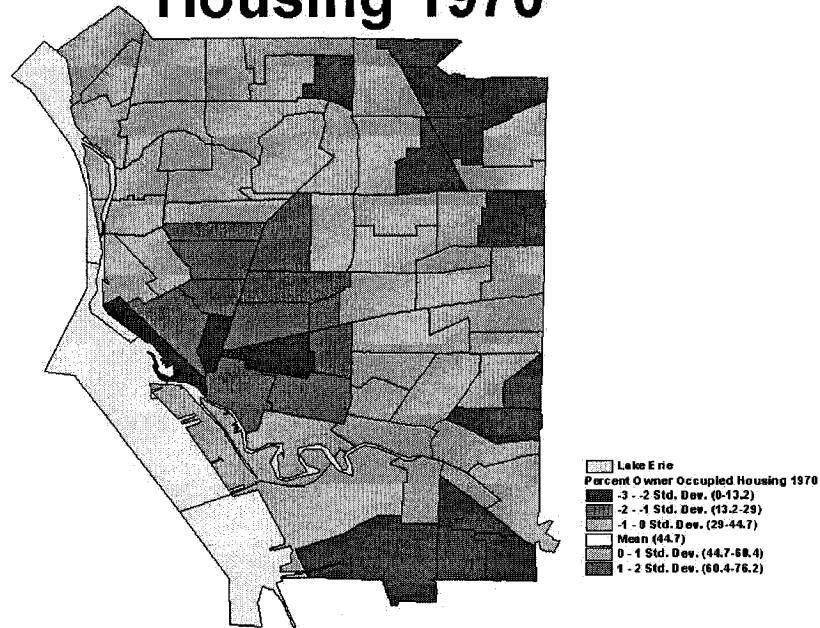 Housing 1970
Lake Erie
Percent Owner Occupied Housing 1970
-3 - -2 Std. Dev. (0-13.2)
-2 - -1 Std. Dev. (13.2-29)
-1 - 0 Std. Dev. (29-44.7)
Mean (44.7)
0 - 1 Std. Dev. (44.7-60.4)
1 - 2 Std. Dev. (60.4-76.2)